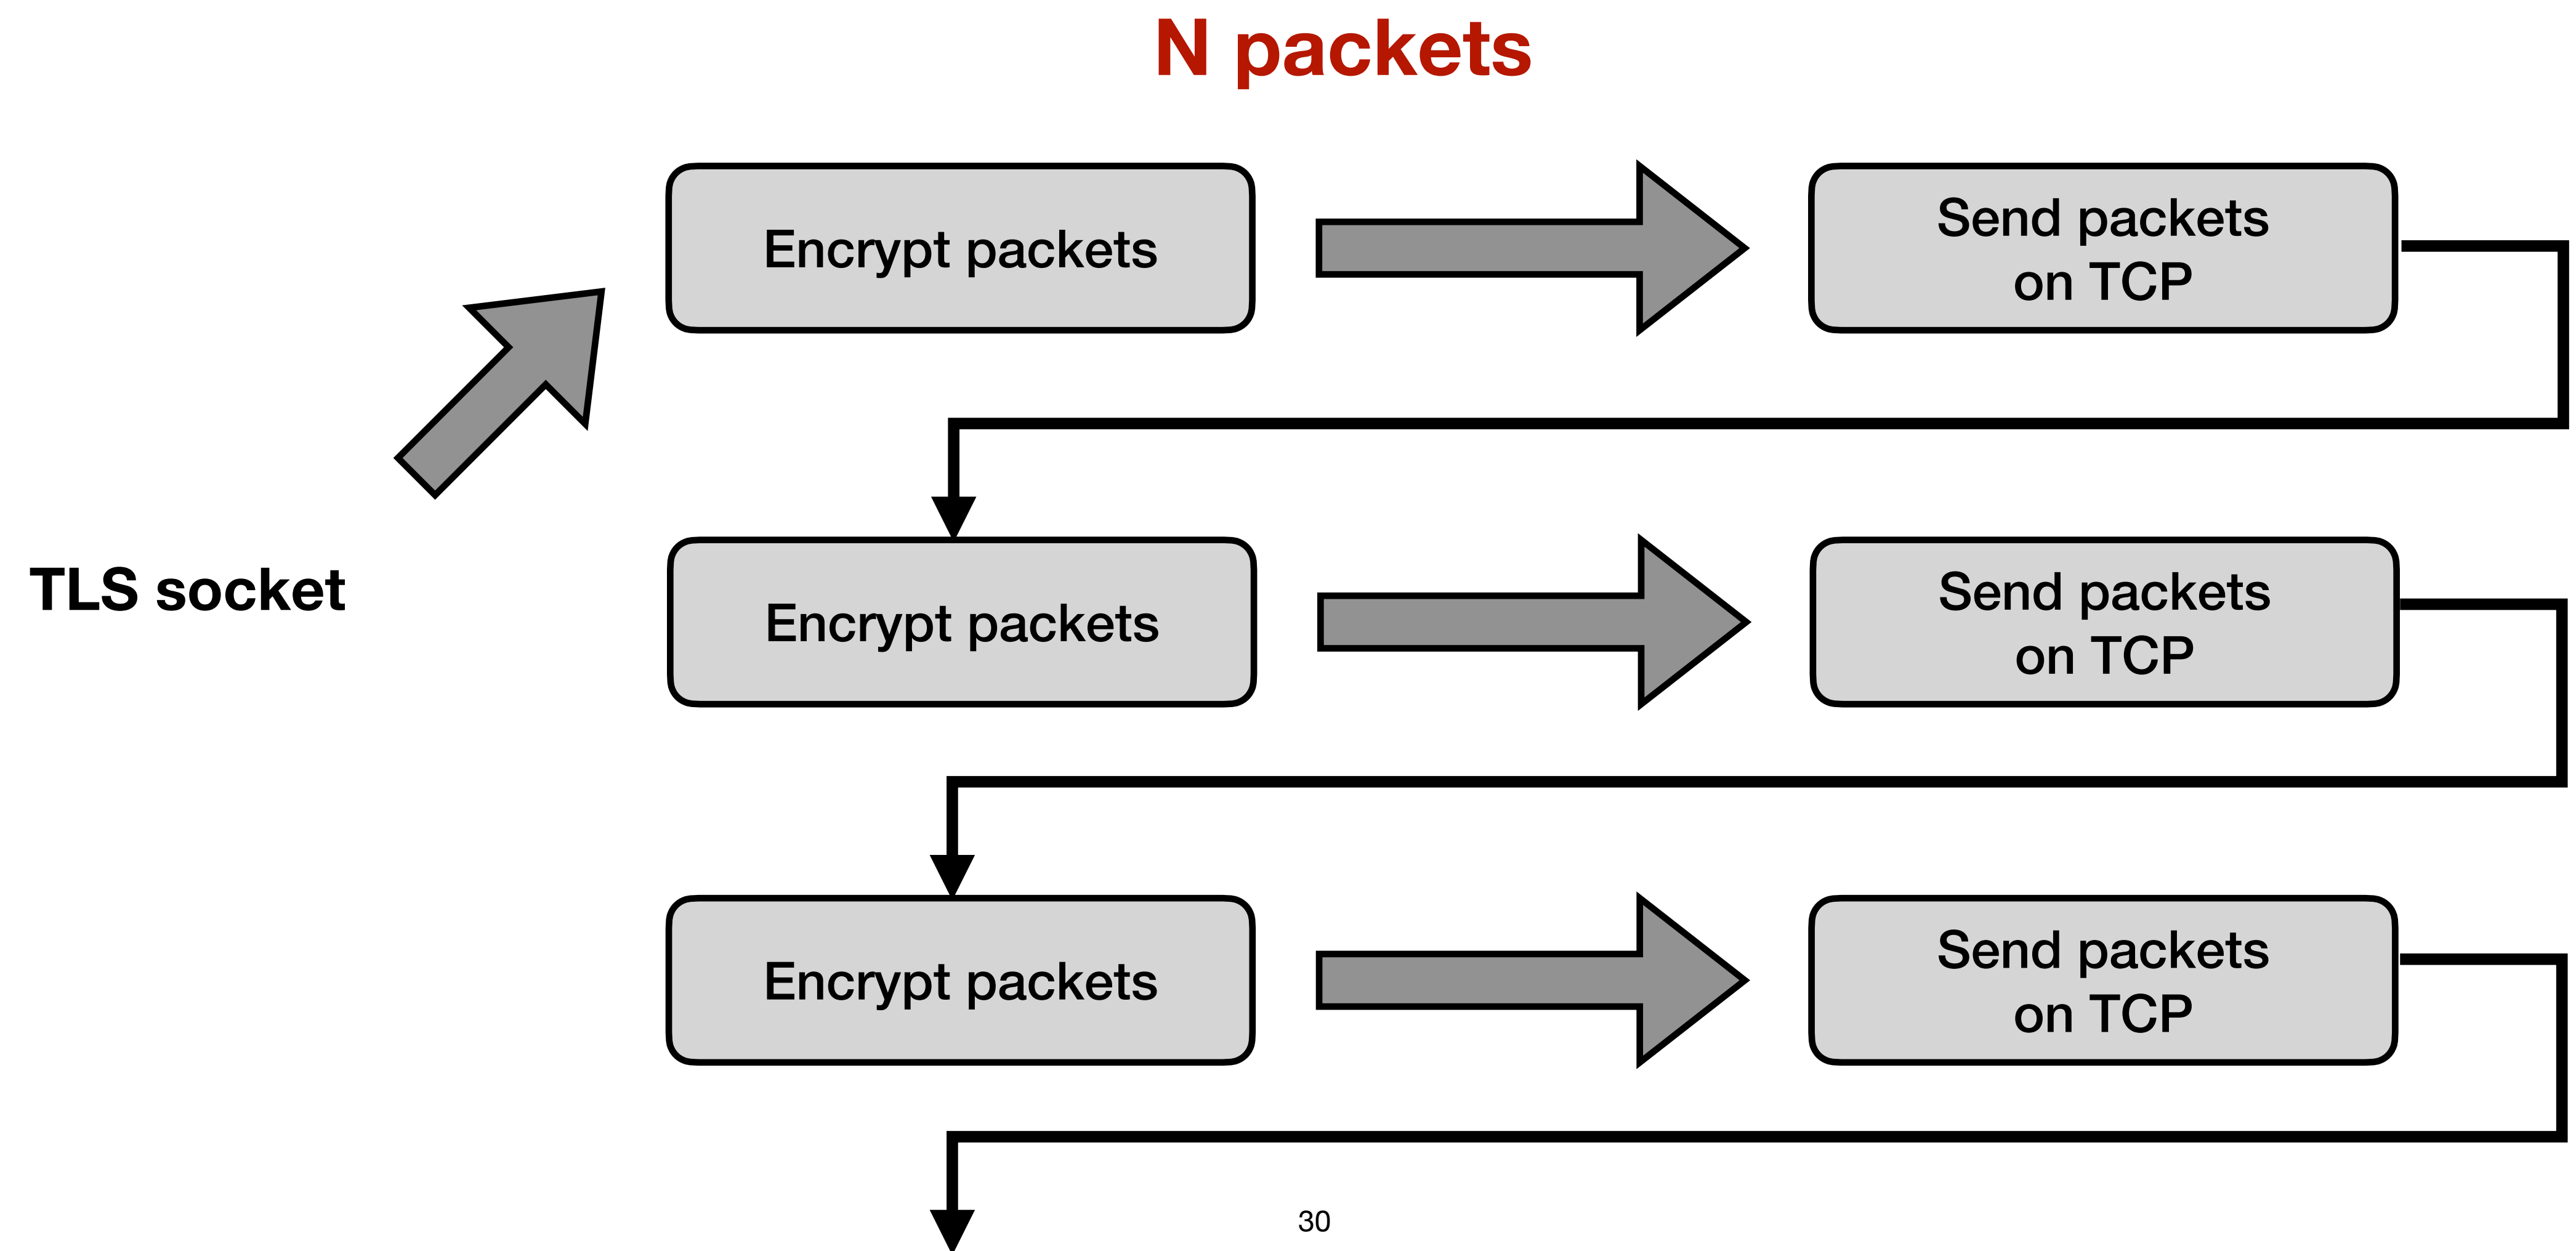 N packets
Encrypt packets
Send packets
on TCP
TLS socket
Encrypt packets
Send packets
on TCP
Encrypt packets
Send packets
on TCP
30